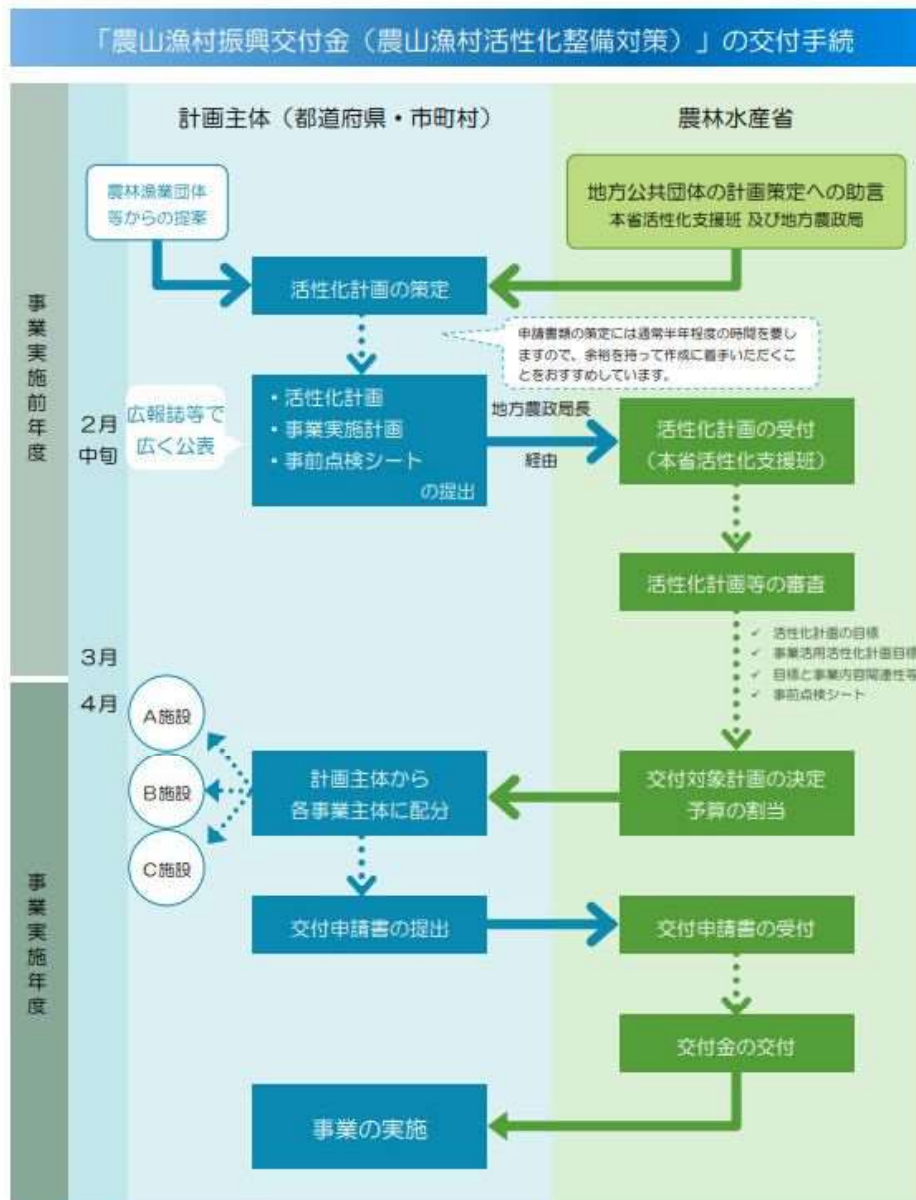 「農山漁村振興交付金（農山漁村活性化整備対策）」の交付手続
計画主体（都道府県・市町村）
農林水産省
事業実施前年度
農林漁業団体
等からの提案
地方公共団体の計画策定への助言
本省活性化支援班 及び地方農政局
活性化計画の策定
申請書類の策定には通常半年程度の時間を要し
ますので、余裕を持って作成に着手いただくこ
とをおすすめしています。
2月
中旬
広報誌等で
広く公表
・活性化計画
・事業実施計画
・事前点検シート
の提出
地方農政局長
経由
活性化計画の受付
（本省活性化支援班）
活性化計画等の審査
✓ 活性化計画の目標
✓ 事業活用活性化計画目標
✓ 目標と事業内容関連性等
✓ 事前点検シート
3月
4月
事業実施年度
A施設
B施設
C施設
計画主体から
各事業主体に配分
交付対象計画の決定
予算の割当
交付申請書の提出
交付申請書の受付
交付金の交付
事業の実施